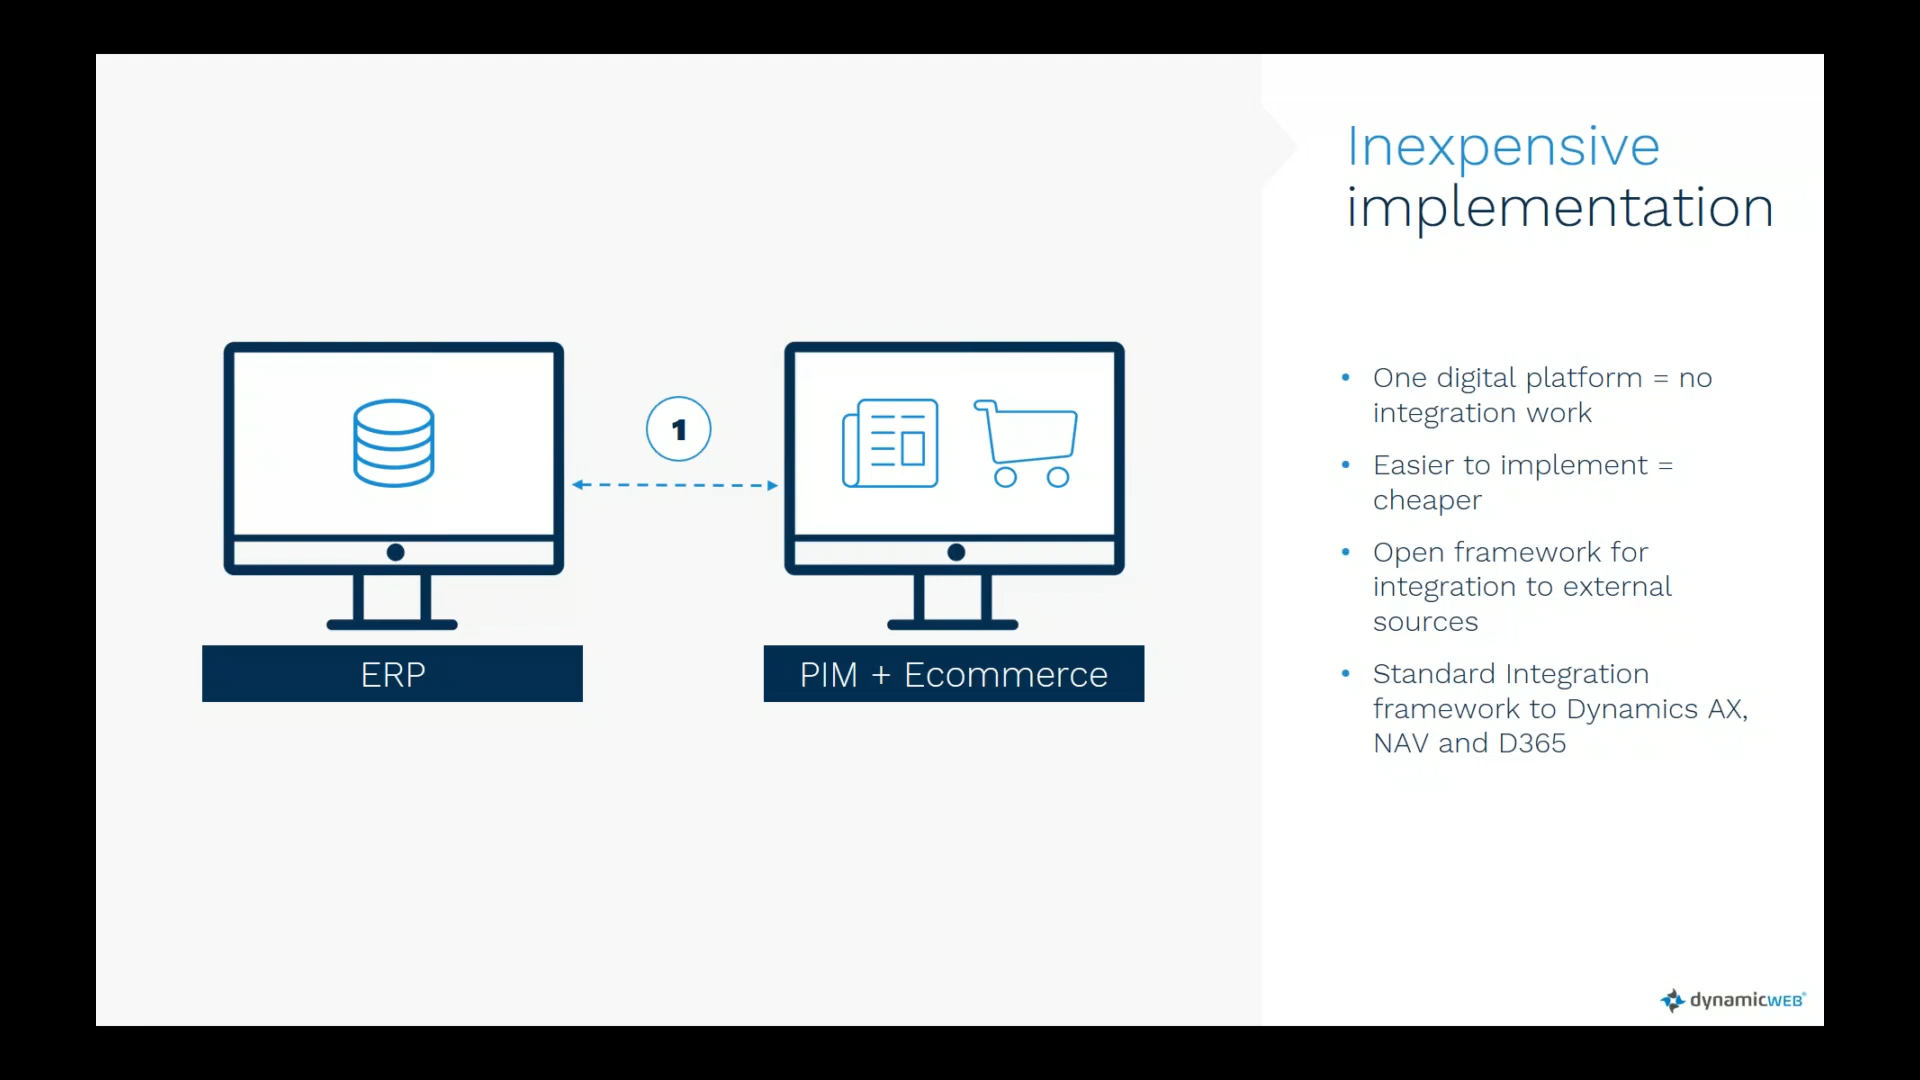 Inexpensive
implementation
1
ERP
PIM + Ecommerce
• One digital platform = no
integration work
• Easier to implement =
cheaper
• Open framework for
integration to external
sources
• Standard Integration
framework to Dynamics AX,
NAV and D365
dynamicWEB®